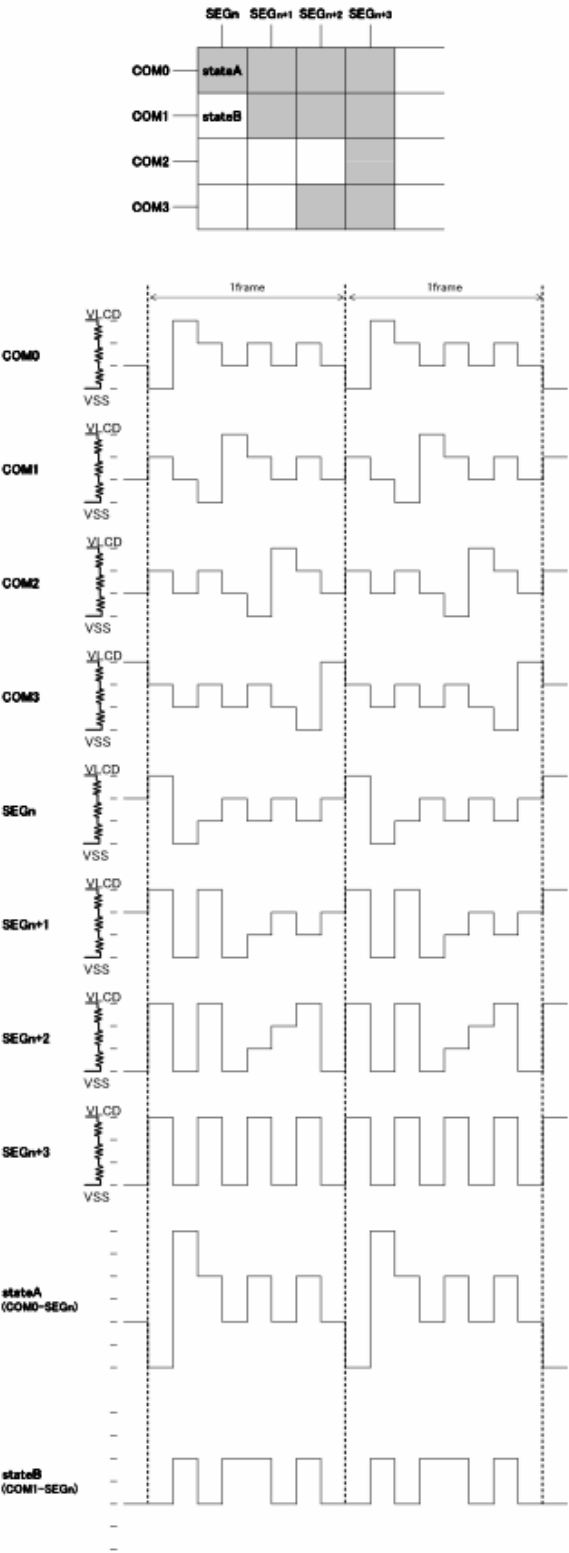 SEGn SEGn+1 SEGn+2 SEGn+3
COM0 stateA
COM1 stateB
COM2
COM3
1frame 1frame
VLCD
COM0
VSS
VLCD
COM1
VSS
VLCD
COM2
VSS
VLCD
COM3
VSS
VLCD
SEGn
VSS
VLCD
SEGn+1
VSS
VLCD
SEGn+2
VSS
VLCD
SEGn+3
VSS
stateA
(COM0-SEGn)
stateB
(COM1-SEGn)